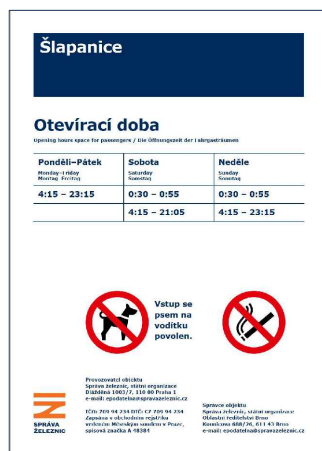 Šlapanice
Otevírací doba
Opening hours space for passengers / Die Öffnungszeit der Fahrgasträumen
Pondělí–Pátek Sobota Neděle
Monday–Friday Saturday Sunday
Montag–Freitag Samstag Sonntag
4:15 – 23:15 0:30 – 0:55 0:30 – 0:55
4:15 – 21:05 4:15 – 23:15
Vstup se
psem na
vodítku
povolen.
Provozovatel objektu
Správa železnic, státní organizace
Dlážděná 1003/7, 110 00 Praha 1
e-mail: epodatelna@spravazeleznic.cz
IČO: 709 94 234 DIČ: CZ 709 94 234
Zapsána v obchodním rejstříku
vedeném Městským soudem v Praze,
spisová značka A 48384
SPRÁVA
ŽELEZNIC
Správce objektu
Správa železnic, státní organizace
Oblastní ředitelství Brno
Kounicova 688/26, 611 43 Brno
e-mail: epodatelna@spravazeleznic.cz